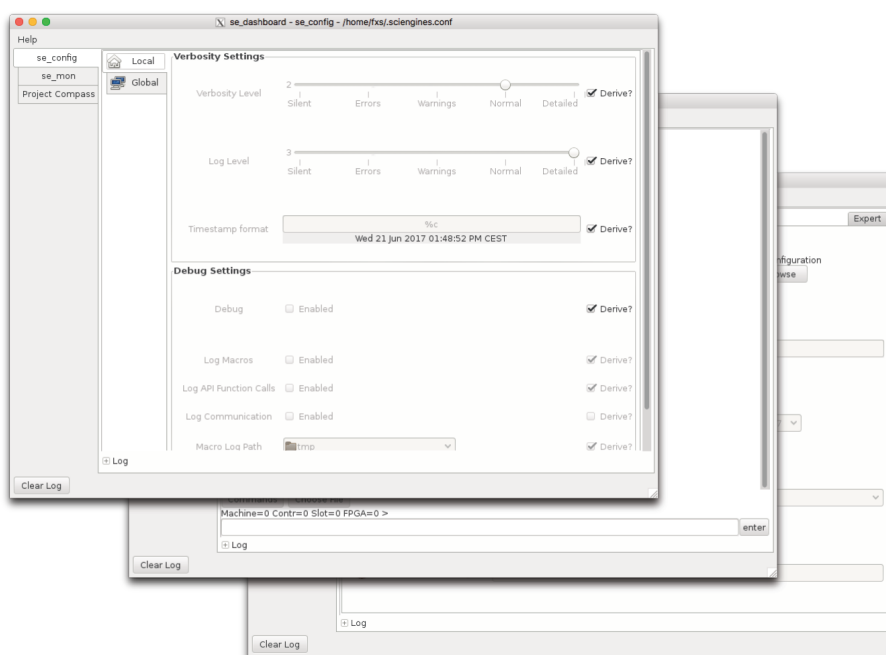 se_dashboard - se_config - /home/fxs/.sciengines.conf
Help
se_config
se_mon
Project Compass
Local
Global
Verbosity Settings
Verbosity Level
2
Silent Errors Warnings Normal Detailed
Derive?
Log Level
3
Silent Errors Warnings Normal Detailed
Derive?
Timestamp format
%c
Wed 21 Jun 2017 01:48:52 PM CEST
Derive?
Debug Settings
Debug Enabled Derive?
Log Macros Enabled Derive?
Log API Function Calls Enabled Derive?
Log Communication Enabled Derive?
Macro Log Path tmp Derive?
Log
Clear Log
Commands Choose File
Machine=0 Contr=0 Slot=0 FPGA=0 >
enter
Log
Clear Log
Expert
nfiguration
owse
7
Log
Clear Log